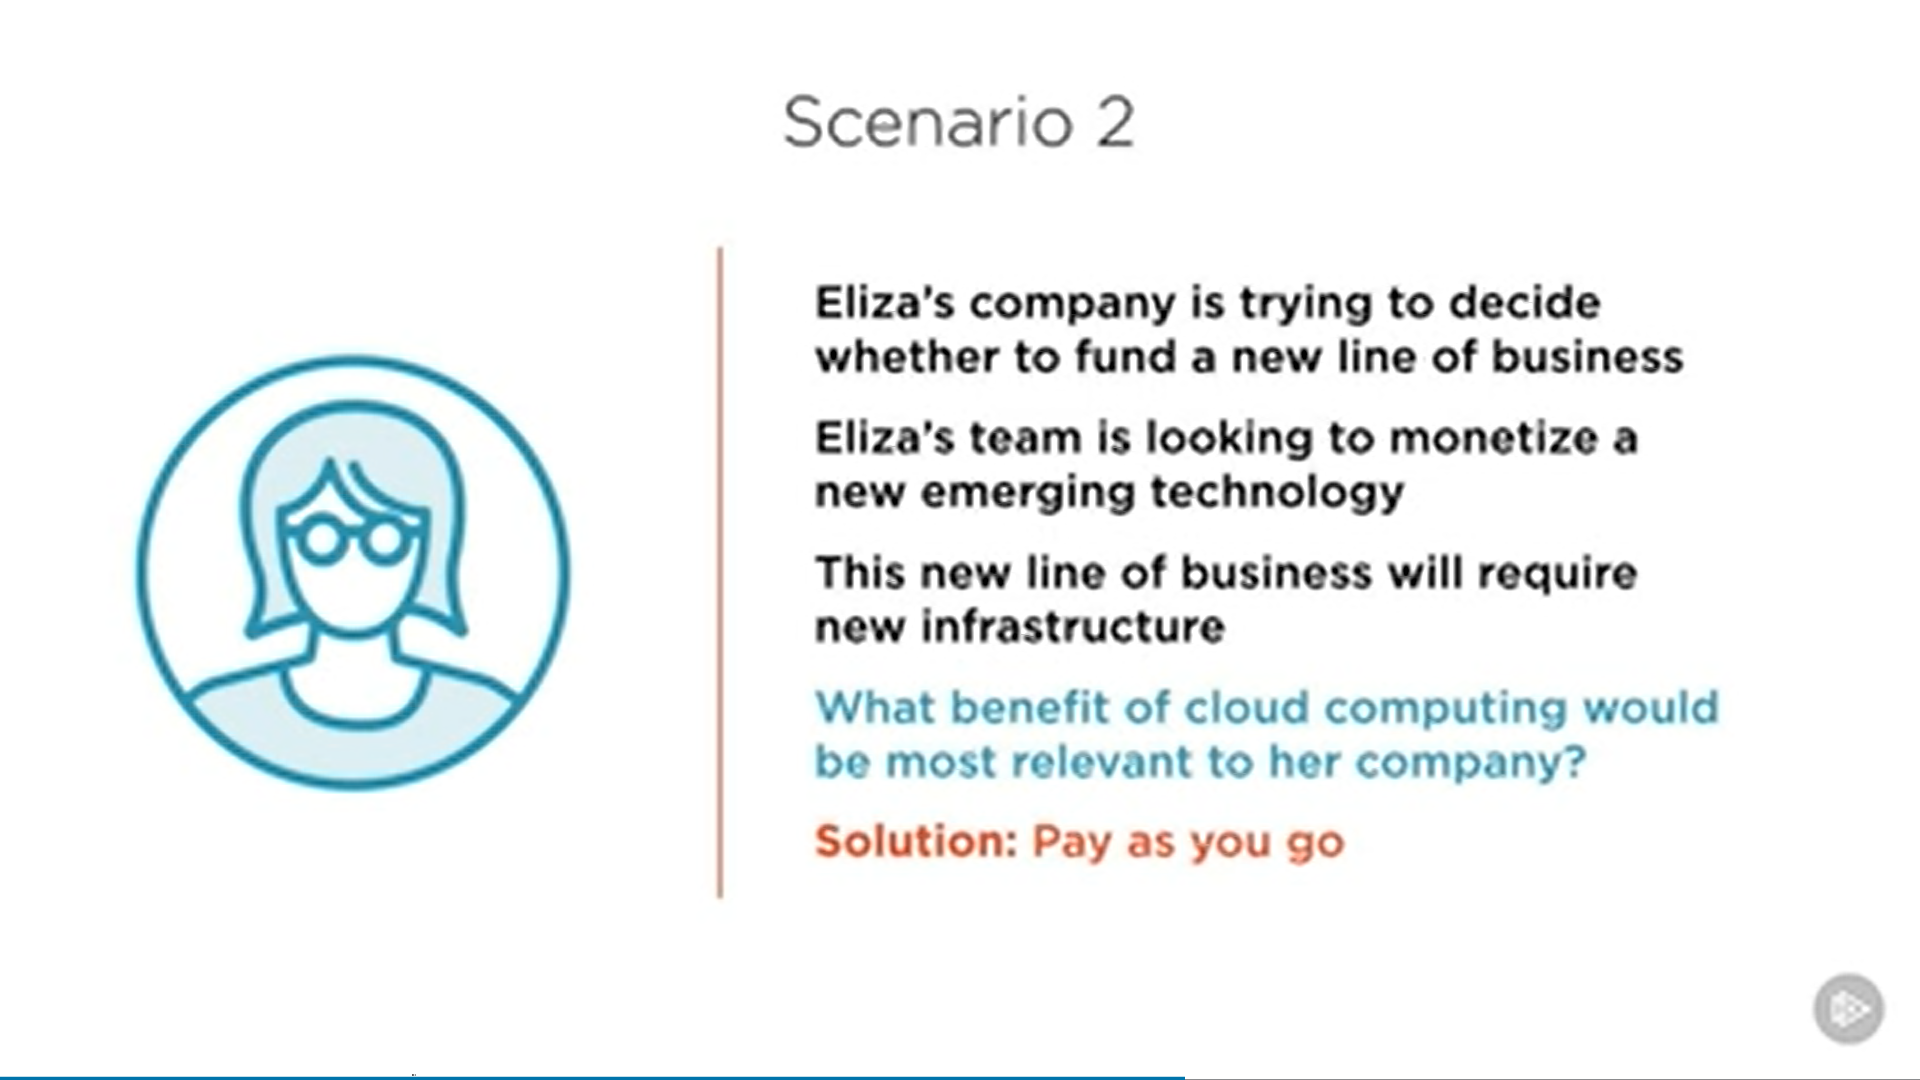 Scenario 2
Eliza's company is trying to decide
whether to fund a new line of business
Eliza's team is looking to monetize a
new emerging technology
This new line of business will require
new infrastructure
What benefit of cloud computing would
be most relevant to her company?
Solution: Pay as you go